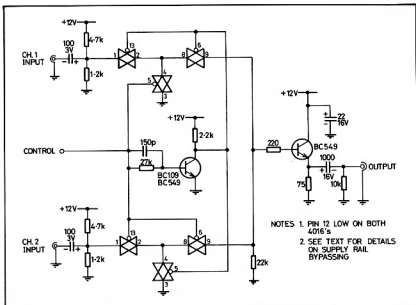 +12V
CH.1
INPUT
100
3V
4·7k
1·2k
1
2
13
8
9
6
5
4
3
+12V
2·2k
CONTROL
150p
27k
BC109
BC549
+12V
22
16V
220
BC549
1000
16V
75
10k
OUTPUT
+12V
4·7k
CH. 2
INPUT
100
3V
1·2k
1
2
13
8
9
6
4
5
3
22k
NOTES 1. PIN 12 LOW ON BOTH
4016's
2. SEE TEXT FOR DETAILS
ON SUPPLY RAIL
BYPASSING